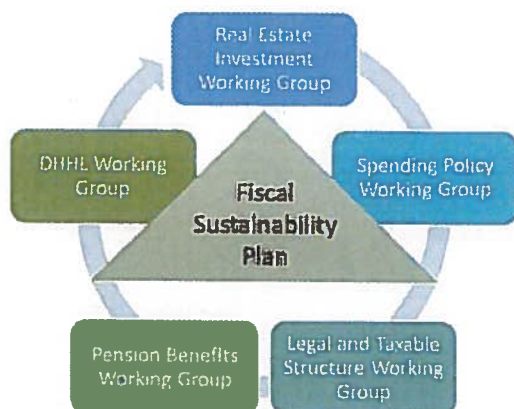 Real Estate
Investment
Working Group
DHHL Working
Group
Spending Policy
Working Group
Fiscal
Sustainability
Plan
Pension Benefits
Working Group
Legal and Taxable
Structure Working
Group